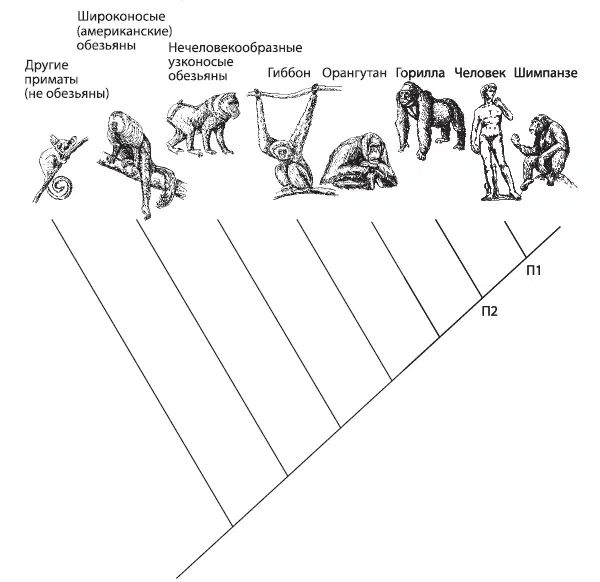 Широконосые
(американские)
обезьяны
Нечеловекообразные
узконосые
обезьяны
Другие
приматы
(не обезьяны)
Гиббон
Орангутан
Горилла
Человек
Шимпанзе
П1
П2